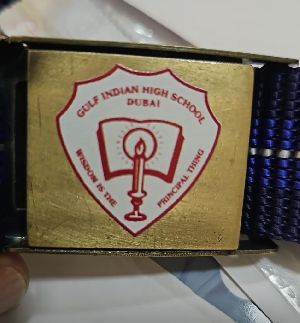 GULF INDIAN HIGH SCHOOL
DUBAI
WISDOM IS THE
PRINCIPAL THING